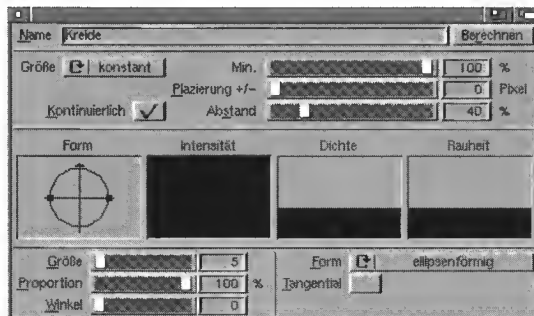 Name Kreide Berechnen
Größe konstant Min. 100 %
Plazierung +/- 0 Pixel
Kontinuierlich Abstand 40 %
Form Intensität Dichte Rauheit
Größe 5 Form ellipsenförmig
Proportion 100 % Tangential
Winkel 0